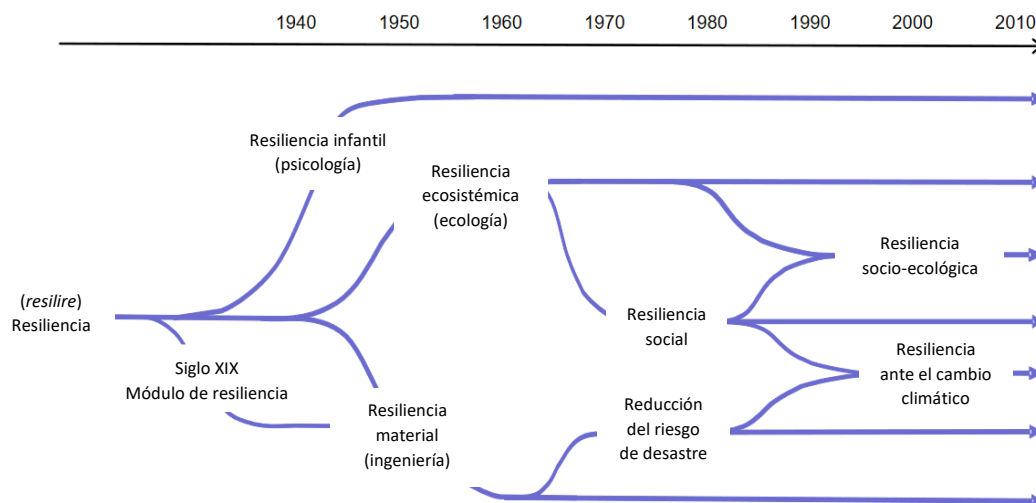 1940 1950 1960 1970 1980 1990 2000 2010
Resiliencia infantil
(psicología)
Resiliencia
ecosistémica
(ecología)
Resiliencia
socio-ecológica
(resilire)
Resiliencia
Resiliencia
social
Siglo XIX
Módulo de resiliencia
Resiliencia
ante el cambio
climático
Resiliencia
material
(ingeniería)
Reducción
del riesgo
de desastre